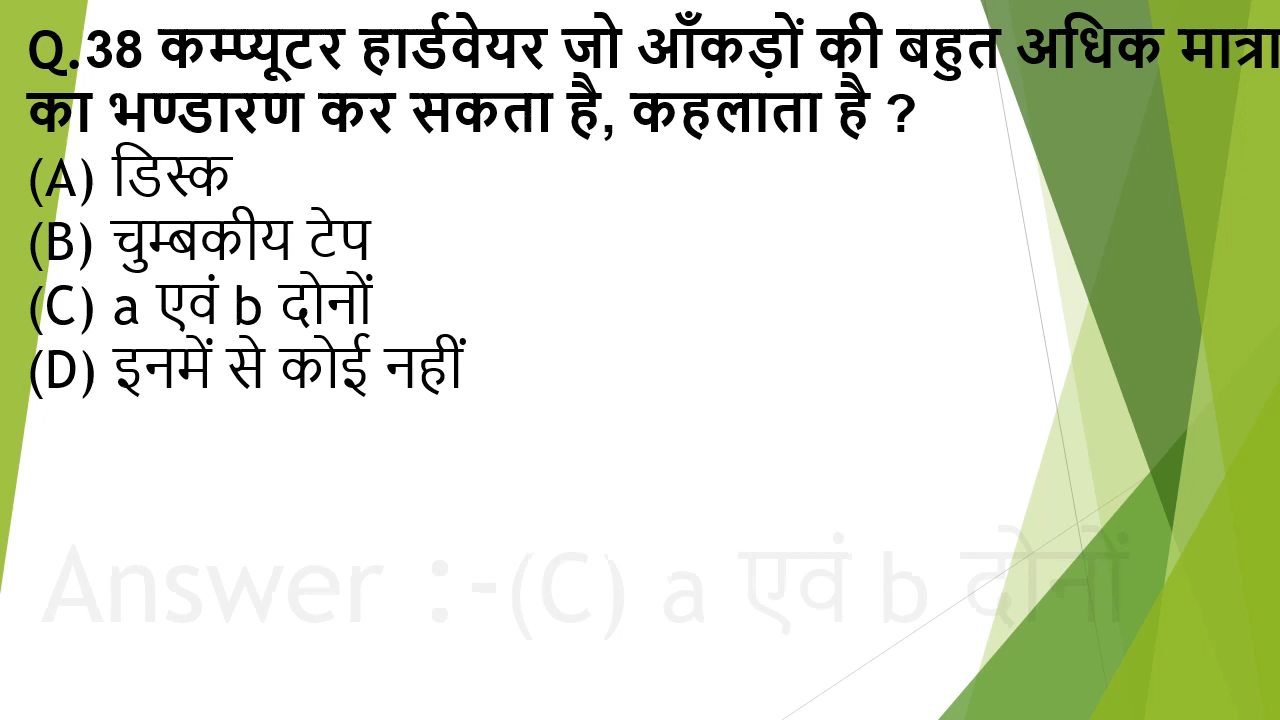 Q.38 कम्प्यूटर हार्डवेयर जो आँकड़ों की बहुत अधिक मात्रा
का भण्डारण कर सकता है, कहलाता है ?
(A) डिस्क
(B) चुम्बकीय टेप
(C) a एवं b दोनों
(D) इनमें से कोई नहीं
Answer :-(C) a एवं b दोनों